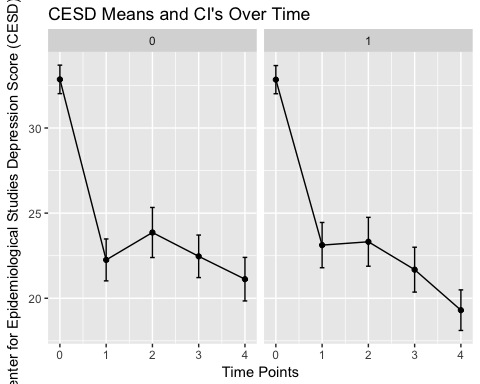 CESD Means and CI's Over Time
0 1
enter for Epidemiological Studies Depression Score (CESD)
30
25
20
0 1 2 3 4 0 1 2 3 4
Time Points